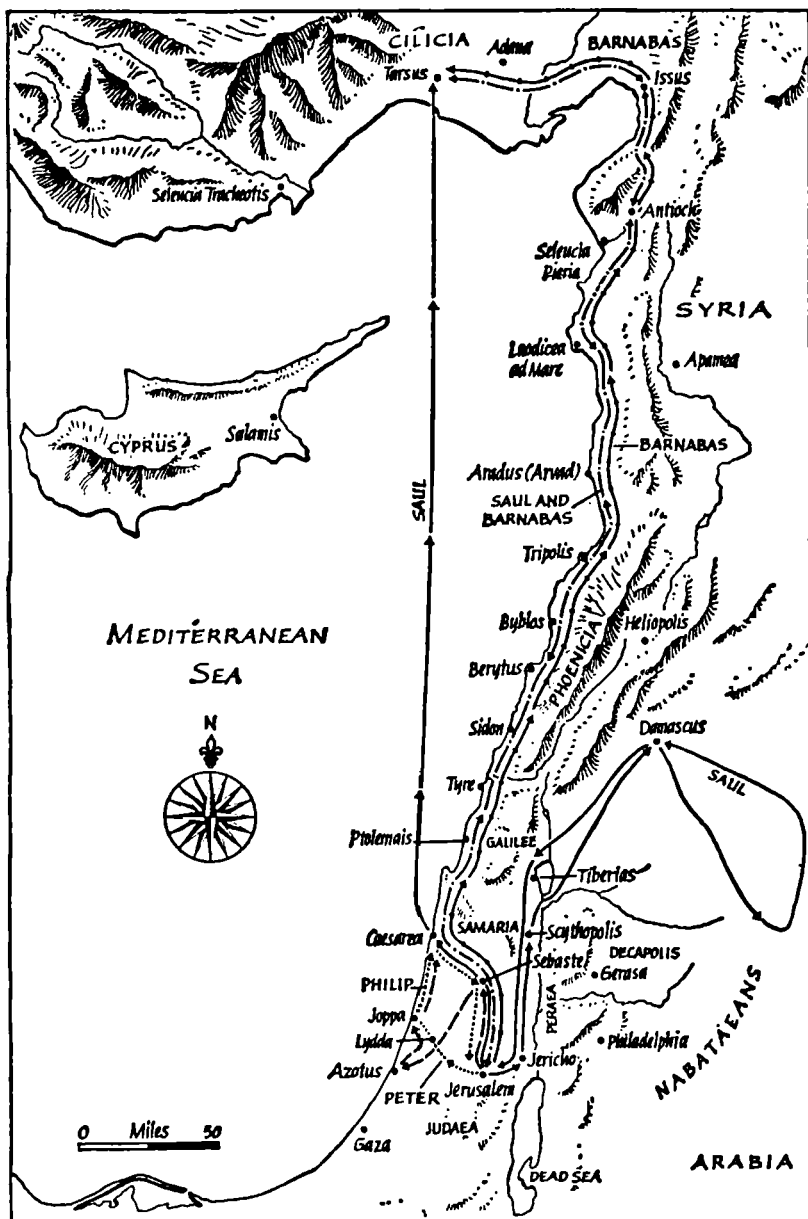 CILICIA
Adana
BARNABAS
Tarsus
Issus
Seleucia Tracheotis
Antioch
Seleucia
Pieria
SYRIA
Laodicea
ad Mare
Apamea
CYPRUS
Salamis
SAUL
BARNABAS
Aradus (Arvad)
SAUL AND
BARNABAS
Tripolis
Byblos
Heliopolis
PHOENICIA
MEDITERRANEAN
SEA
Berytus
N
Sidon
Damascus
SAUL
Tyre
Ptolemais
GALILEE
Tiberias
Caesarea
SAMARIA
Scythopolis
DECAPOLIS
Sebaste
Gerasa
PHILIP
PERAEA
Joppa
NABATAEANS
Lydda
Philadelphia
Azotus
Jericho
PETER
Jerusalem
0 Miles 50
JUDAEA
Gaza
ARABIA
DEAD SEA